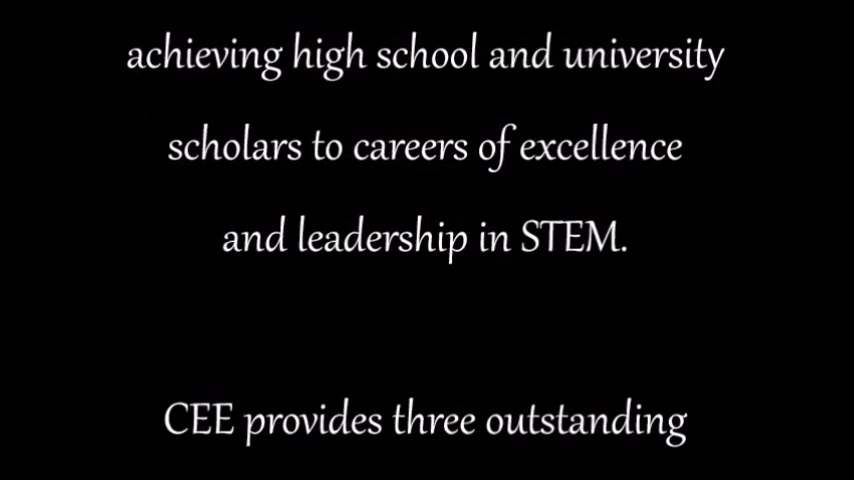 achieving high school and university
scholars to careers of excellence
and leadership in STEM.
CEE provides three outstanding